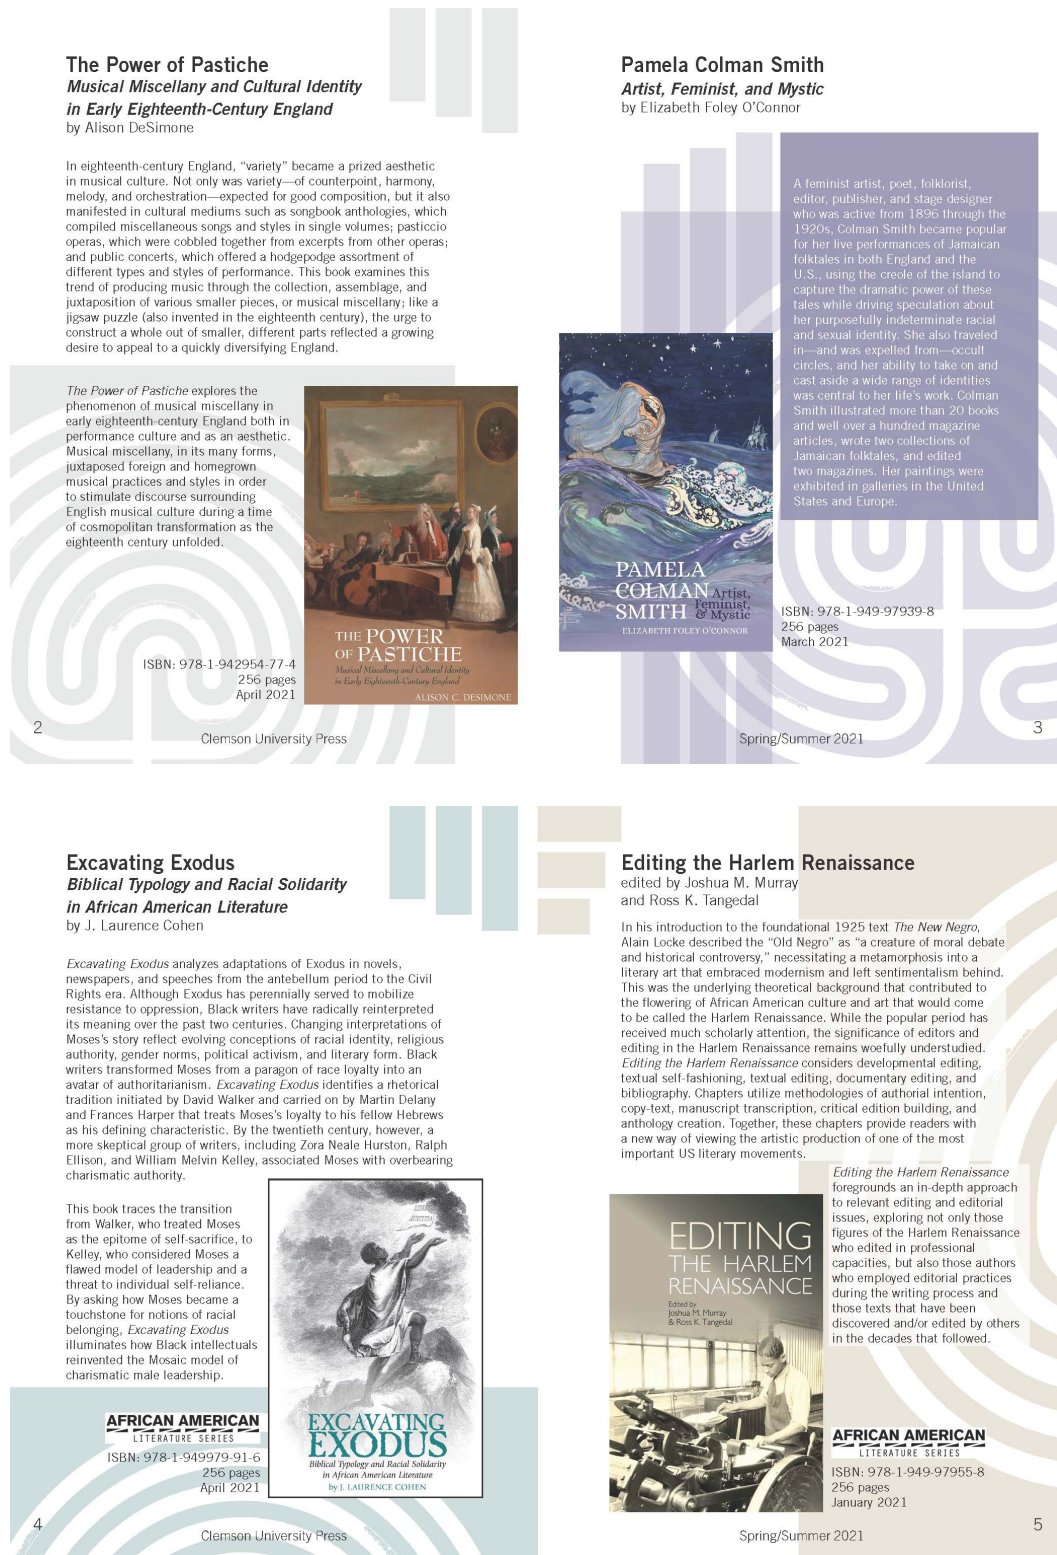 The Power of Pastiche
Musical Miscellany and Cultural Identity
in Early Eighteenth-Century England
by Alison DeSimone
In eighteenth-century England, “variety” became a prized aesthetic
in musical culture. Not only was variety—of counterpoint, harmony,
melody, and orchestration—expected for good composition, but it also
manifested in cultural mediums such as songbook anthologies, which
compiled miscellaneous songs and styles in single volumes; pasticcio
operas, which were cobbled together from excerpts from other operas;
and public concerts, which offered a hodgepodge assortment of
different types and styles of performance. This book examines this
trend of producing music through the collection, assemblage, and
juxtaposition of various smaller pieces, or musical miscellany; like a
jigsaw puzzle (also invented in the eighteenth century), the urge to
construct a whole out of smaller, different parts reflected a growing
desire to appeal to a quickly diversifying England.
The Power of Pastiche explores the
phenomenon of musical miscellany in
early eighteenth-century England both in
performance culture and as an aesthetic.
Musical miscellany, in its many forms,
juxtaposed foreign and homegrown
musical practices and styles in order
to stimulate discourse surrounding
English musical culture during a time
of cosmopolitan transformation as the
eighteenth century unfolded.
THE POWER
OF PASTICHE
Musical Miscellany and Cultural Identity
in Early Eighteenth-Century England
ALISON C. DESIMONE
ISBN: 978-1-942954-77-4
256 pages
April 2021
2
Clemson University Press
Pamela Colman Smith
Artist, Feminist, and Mystic
by Elizabeth Foley O’Connor
A feminist artist, poet, folklorist,
editor, publisher, and stage designer
who was active from 1896 through the
1920s, Colman Smith became popular
for her live performances of Jamaican
folktales in both England and the
U.S., using the creole of the island to
capture the dramatic power of these
tales while driving speculation about
her purposefully indeterminate racial
and sexual identity. She also traveled
in—and was expelled from—occult
circles, and her ability to take on and
cast aside a wide range of identities
was central to her life’s work. Colman
Smith illustrated more than 20 books
and well over a hundred magazine
articles, wrote two collections of
Jamaican folktales, and edited
two magazines. Her paintings were
exhibited in galleries in the United
States and Europe.
PAMELA
COLMAN
SMITH
Artist,
Feminist,
& Mystic
ELIZABETH FOLEY O’CONNOR
ISBN: 978-1-949-97939-8
256 pages
March 2021
Spring/Summer 2021
3
Excavating Exodus
Biblical Typology and Racial Solidarity
in African American Literature
by J. Laurence Cohen
Excavating Exodus analyzes adaptations of Exodus in novels,
newspapers, and speeches from the antebellum period to the Civil
Rights era. Although Exodus has perennially served to mobilize
resistance to oppression, Black writers have radically reinterpreted
its meaning over the past two centuries. Changing interpretations of
Moses’s story reflect evolving conceptions of racial identity, religious
authority, gender norms, political activism, and literary form. Black
writers transformed Moses from a paragon of race loyalty into an
avatar of authoritarianism. Excavating Exodus identifies a rhetorical
tradition initiated by David Walker and carried on by Martin Delany
and Frances Harper that treats Moses’s loyalty to his fellow Hebrews
as his defining characteristic. By the twentieth century, however, a
more skeptical group of writers, including Zora Neale Hurston, Ralph
Ellison, and William Melvin Kelley, associated Moses with overbearing
charismatic authority.
This book traces the transition
from Walker, who treated Moses
as the epitome of self-sacrifice, to
Kelley, who considered Moses a
flawed model of leadership and a
threat to individual self-reliance.
By asking how Moses became a
touchstone for notions of racial
belonging, Excavating Exodus
illuminates how Black intellectuals
reinvented the Mosaic model of
charismatic male leadership.
EXCAVATING
EXODUS
Biblical Typology and Racial Solidarity
in African American Literature
by J. LAURENCE COHEN
AFRICAN AMERICAN
LITERATURE SERIES
ISBN: 978-1-949979-91-6
256 pages
April 2021
4
Clemson University Press
Editing the Harlem Renaissance
edited by Joshua M. Murray
and Ross K. Tangedal
In his introduction to the foundational 1925 text The New Negro,
Alain Locke described the “Old Negro” as “a creature of moral debate
and historical controversy,” necessitating a metamorphosis into a
literary art that embraced modernism and left sentimentalism behind.
This was the underlying theoretical background that contributed to
the flowering of African American culture and art that would come
to be called the Harlem Renaissance. While the popular period has
received much scholarly attention, the significance of editors and
editing in the Harlem Renaissance remains woefully understudied.
Editing the Harlem Renaissance considers developmental editing,
textual self-fashioning, textual editing, documentary editing, and
bibliography. Chapters utilize methodologies of authorial intention,
copy-text, manuscript transcription, critical edition building, and
anthology creation. Together, these chapters provide readers with
a new way of viewing the artistic production of one of the most
important US literary movements.
Editing the Harlem Renaissance
foregrounds an in-depth approach
to relevant editing and editorial
issues, exploring not only those
figures of the Harlem Renaissance
who edited in professional
capacities, but also those authors
who employed editorial practices
during the writing process and
those texts that have been
discovered and/or edited by others
in the decades that followed.
EDITING
THE HARLEM
RENAISSANCE
Edited by
Joshua M. Murray
& Ross K. Tangedal
AFRICAN AMERICAN
LITERATURE SERIES
ISBN: 978-1-949-97955-8
256 pages
January 2021
Spring/Summer 2021
5